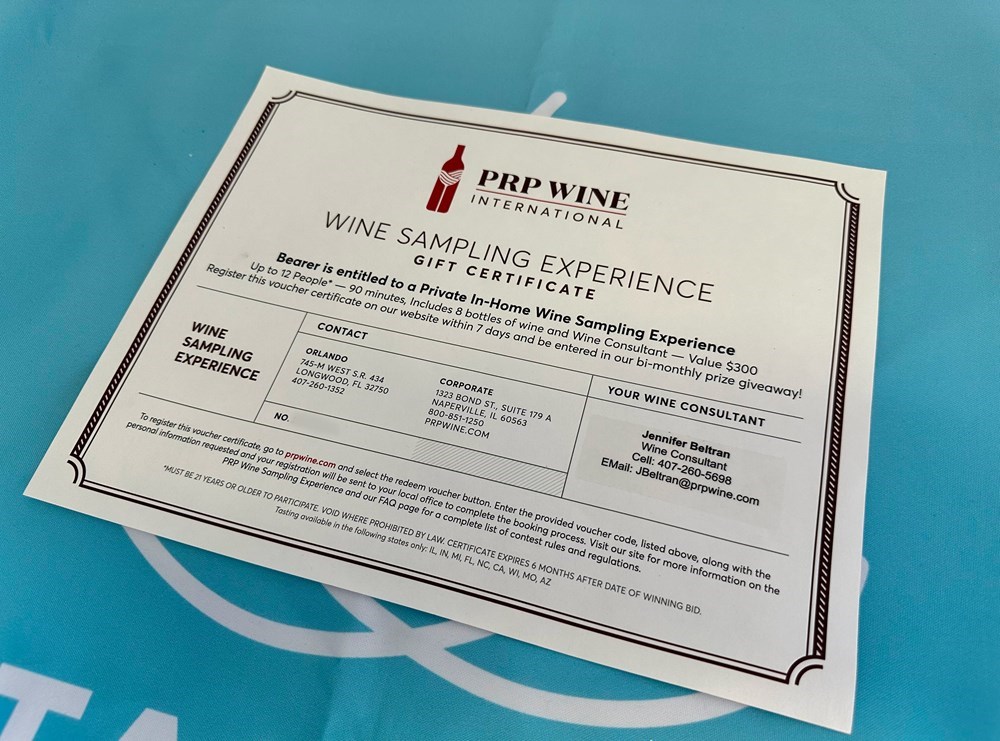 PRP WINE
INTERNATIONAL
WINE SAMPLING EXPERIENCE
GIFT CERTIFICATE
Bearer is entitled to a Private In-Home Wine Sampling Experience
Up to 12 People* — 90 minutes, Includes 8 bottles of wine and Wine Consultant — Value $300
Register this voucher certificate on our website within 7 days and be entered in our bi-monthly prize giveaway!
WINE
SAMPLING
EXPERIENCE
CONTACT
ORLANDO
745-M WEST S.R. 434
LONGWOOD, FL 32750
407-260-1352
CORPORATE
1323 BOND ST., SUITE 179 A
NAPERVILLE, IL 60563
800-851-1250
PRPWINE.COM
NO.
YOUR WINE CONSULTANT
Jennifer Beltran
Wine Consultant
Cell: 407-260-5698
EMail: JBeltran@prpwine.com
To register this voucher certificate, go to prpwine.com and select the redeem voucher button. Enter the provided voucher code, listed above, along with the
personal information requested and your registration will be sent to your local office to complete the booking process. Visit our site for more information on the
PRP Wine Sampling Experience and our FAQ page for a complete list of contest rules and regulations.
*MUST BE 21 YEARS OR OLDER TO PARTICIPATE. VOID WHERE PROHIBITED BY LAW. CERTIFICATE EXPIRES 6 MONTHS AFTER DATE OF WINNING BID.
Tasting available in the following states only: IL, IN, MI, FL, NC, CA, WI, MO, AZ
TA